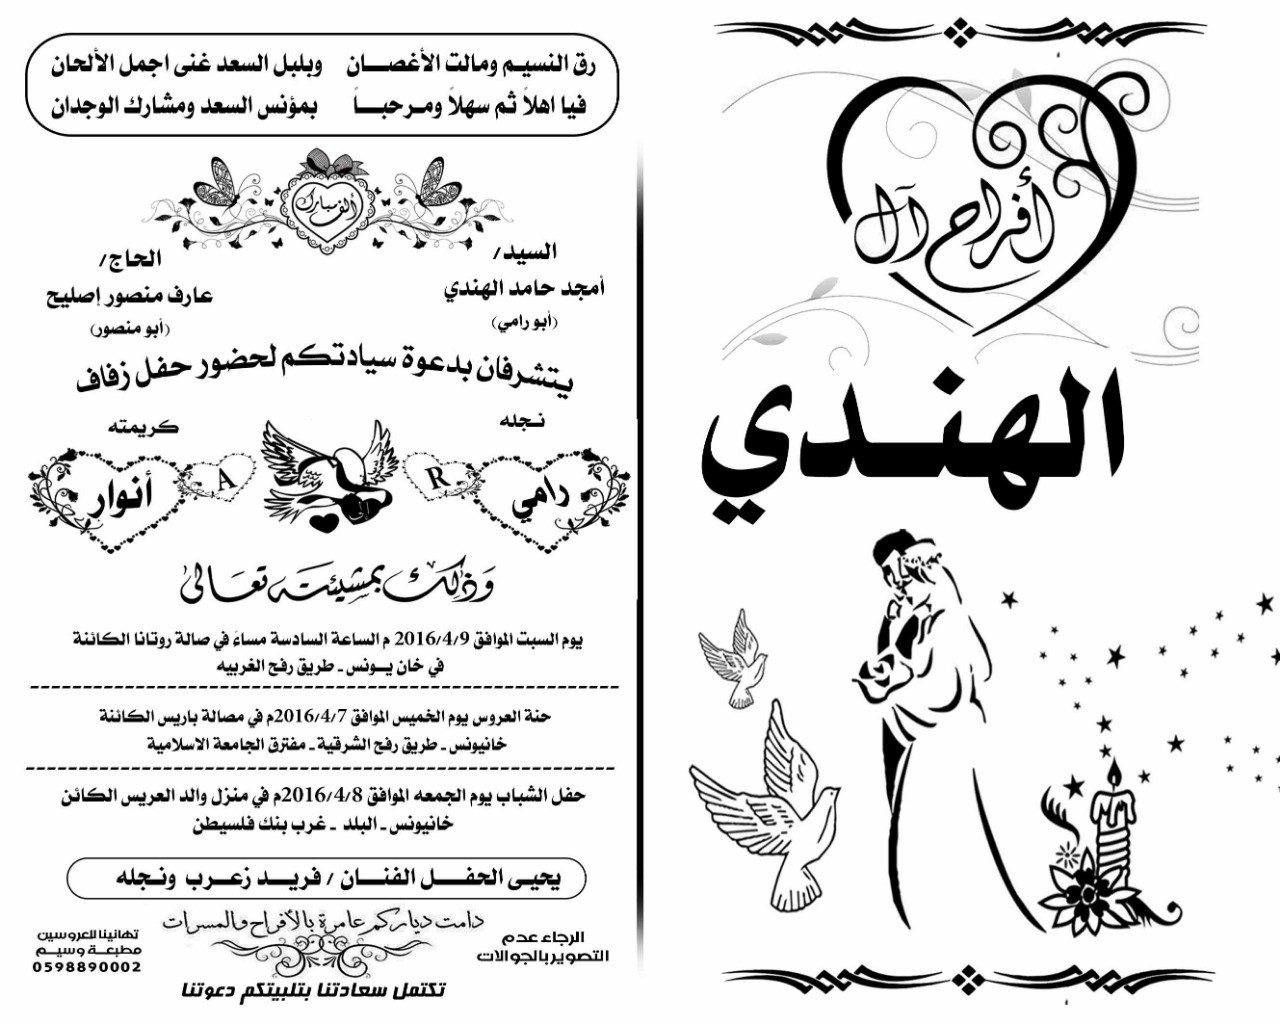 أفراح آل
الهندي
رق النسيم ومالت الأغصان وبلبل السعد غنى اجمل الألحان
فيا اهلاً ثم سهلاً ومرحباً بمؤنس السعد ومشارك الوجدان
ألف مبارك
السيد/
أمجد حامد الهندي
(أبو رامي)
الحاج/
عارف منصور إصليح
(أبو منصور)
يتشرفان بدعوة سيادتكم لحضور حفل زفاف
نجله
كريمته
رامي
R
A
أنوار
وذلك بمشيئته تعالى
يوم السبت الموافق 2016/4/9 م الساعة السادسة مساءً في صالة روتانا الكائنة
في خان يونس - طريق رفح الغربيه
حنة العروس يوم الخميس الموافق 2016/4/7م في مصالة باريس الكائنة
خانيونس - طريق رفح الشرقية - مفترق الجامعة الاسلامية
حفل الشباب يوم الجمعه الموافق 2016/4/8م في منزل والد العريس الكائن
خانيونس - البلد - غرب بنك فلسيطن
يحيى الحفل الفنان / فريد زعرب ونجله
دامت دياركم عامرة بالأفراح والمسرات
الرجاء عدم
التصوير بالجوالات
تهانينا للعروسين
مطبعة وسيم
0598890002
تكتمل سعادتنا بتلبيتكم دعوتنا